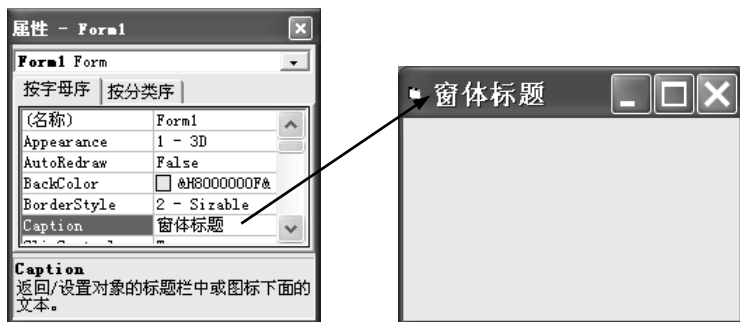 属性 - Form1
Form1 Form
按字母序 按分类序
(名称) Form1
Appearance 1 - 3D
AutoRedraw False
BackColor &H8000000F&
BorderStyle 2 - Sizable
Caption 窗体标题
Caption
返回/设置对象的标题栏中或图标下面的
文本。
窗体标题